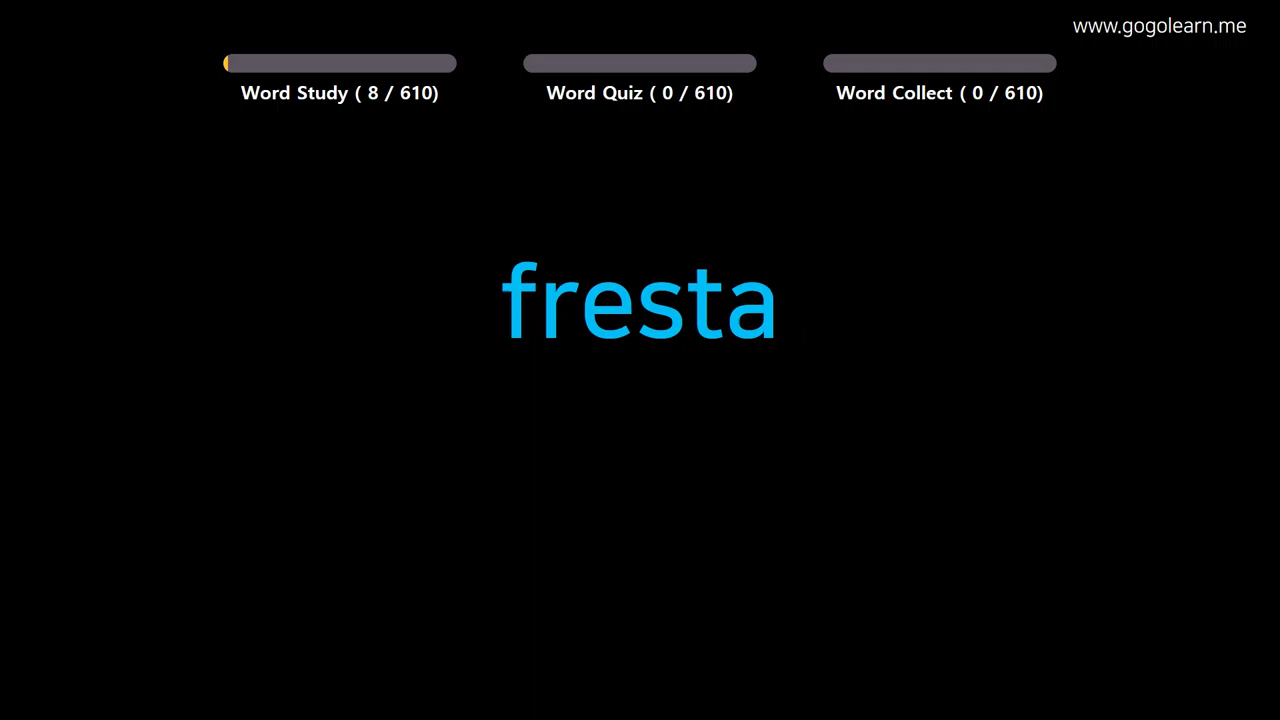 www.gogolearn.me
Word Study ( 8 / 610)
Word Quiz ( 0 / 610)
Word Collect ( 0 / 610)
fresta